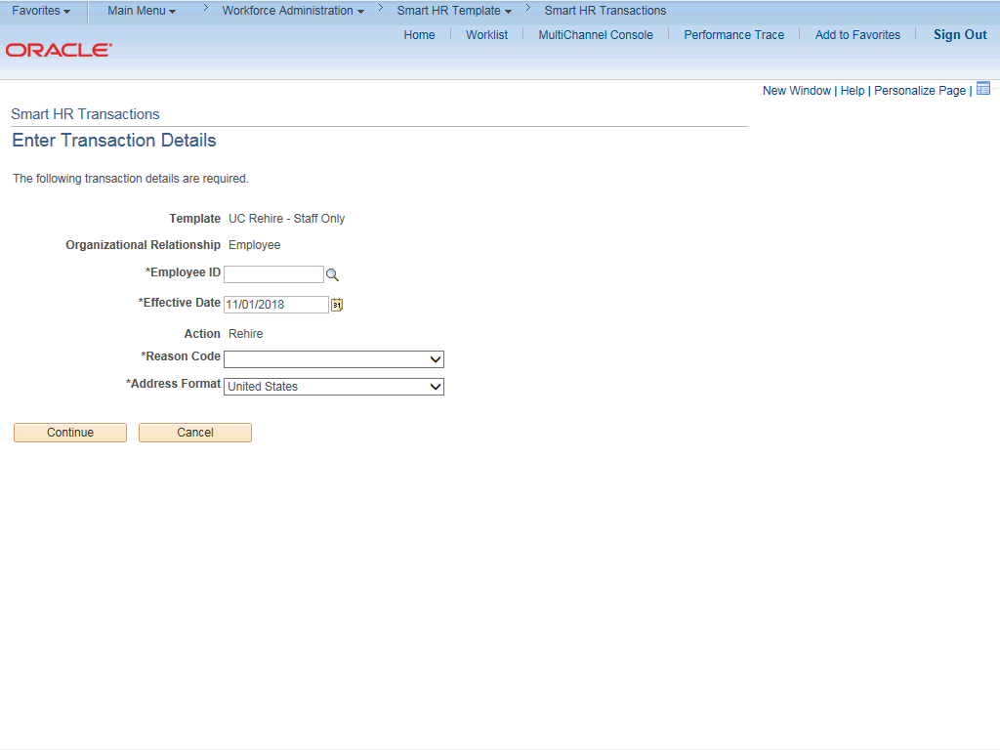 Favorites Main Menu > Workforce Administration > Smart HR Template > Smart HR Transactions
Home Worklist MultiChannel Console Performance Trace Add to Favorites Sign Out
ORACLE
New Window | Help | Personalize Page |
Smart HR Transactions
Enter Transaction Details
The following transaction details are required.
Template UC Rehire - Staff Only
Organizational Relationship Employee
*Employee ID
*Effective Date 11/01/2018
31
Action Rehire
*Reason Code
*Address Format United States
Continue Cancel